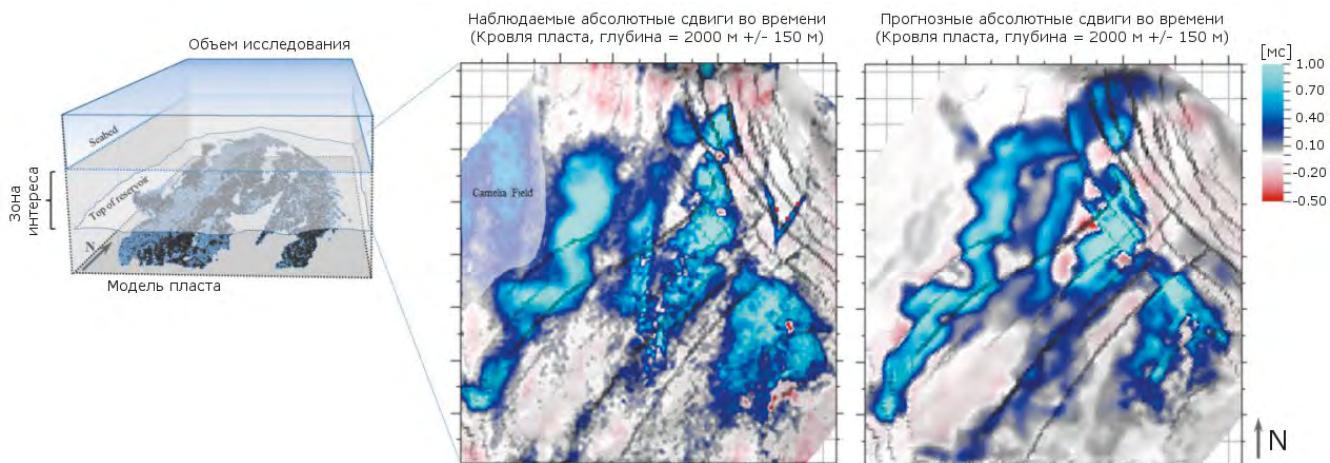 Наблюдаемые абсолютные сдвиги во времени
(Кровля пласта, глубина = 2000 м +/- 150 м)
Прогнозные абсолютные сдвиги во времени
(Кровля пласта, глубина = 2000 м +/- 150 м)
Объем исследования
Seabed
Top of reservoir
Зона
интереса
N
Модель пласта
Camelia Field
[мс]
1.00
0.70
0.40
0.10
-0.20
-0.50
N